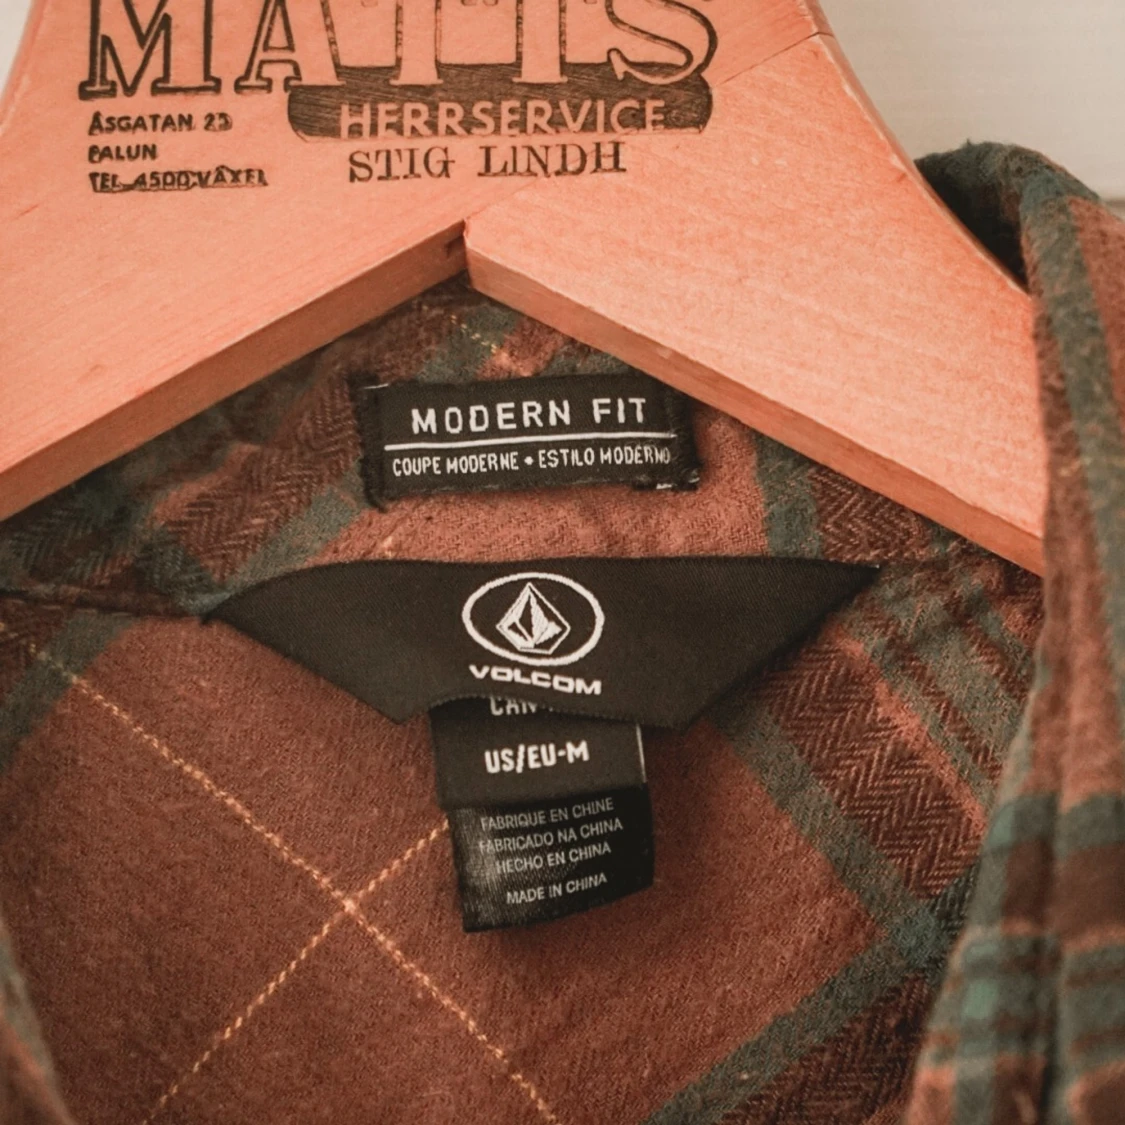 MATTS
HERRSERVICE
STIG LINDH
ÅSGATAN 23
FALUN
TEL. 4500 VÄXEL
MODERN FIT
COUPE MODERNE • ESTILO MODERNO
VOLCOM
US/EU-M
FABRIQUE EN CHINE
FABRICADO NA CHINA
HECHO EN CHINA
MADE IN CHINA